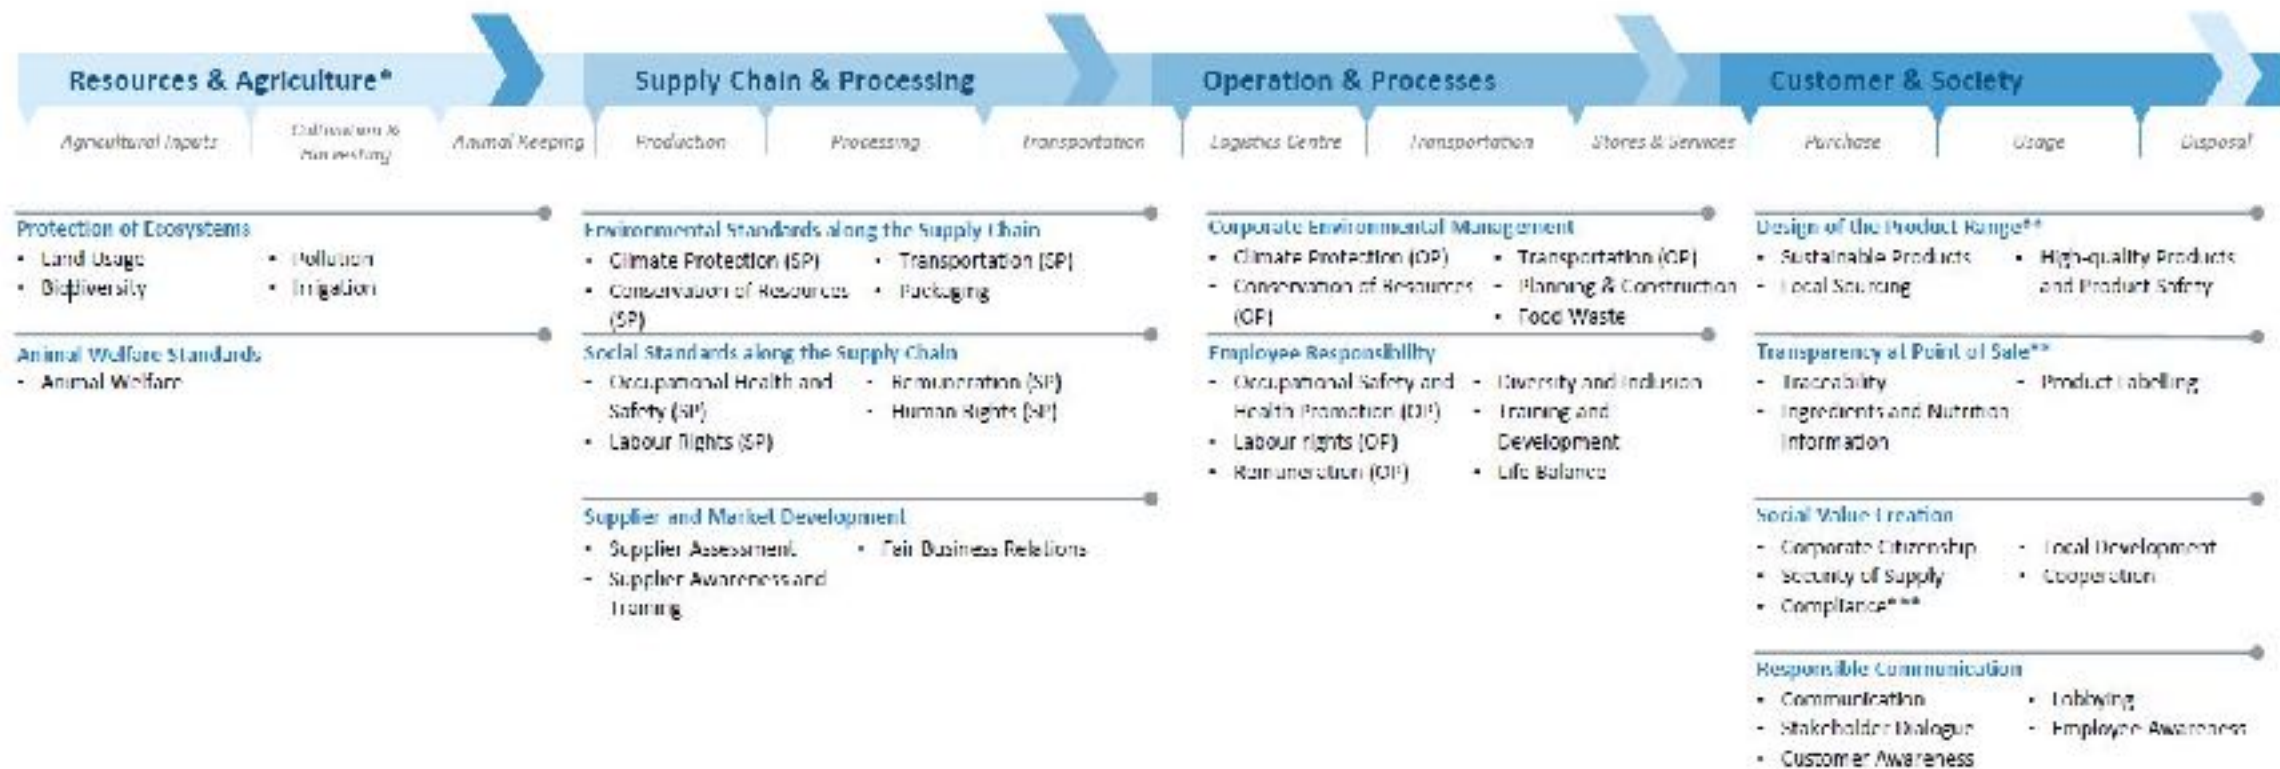 Resources & Agriculture*
Supply Chain & Processing
Operation & Processes
Customer & Society
Agricultural Inputs
Cultivation &
Harvesting
Animal Keeping
Production
Processing
Transportation
Logistics Centre
Transportation
Stores & Services
Purchase
Usage
Disposal
Protection of Ecosystems
• Land Usage
• Biodiversity
• Pollution
• Irrigation
Animal Welfare Standards
• Animal Welfare
Environmental Standards along the Supply Chain
• Climate Protection (SP)
• Conservation of Resources
(SP)
• Transportation (SP)
• Packaging
Social Standards along the Supply Chain
• Occupational Health and
Safety (SP)
• Labour Rights (SP)
• Remuneration (SP)
• Human Rights (SP)
Supplier and Market Development
• Supplier Assessment
• Supplier Awareness and
Training
• Fair Business Relations
Corporate Environmental Management
• Climate Protection (OP)
• Conservation of Resources
(OP)
• Transportation (OP)
• Planning & Construction
• Food Waste
Employee Responsibility
• Occupational Safety and
Health Promotion (OP)
• Labour rights (OP)
• Remuneration (OP)
• Diversity and Inclusion
• Training and
Development
• Life Balance
Design of the Product Range**
• Sustainable Products
• Local Sourcing
• High-quality Products
and Product Safety
Transparency at Point of Sale**
• Traceability
• Ingredients and Nutrition
Information
• Product Labelling
Social Value Creation
• Corporate Citizenship
• Security of Supply
• Compliance***
• Local Development
• Cooperation
Responsible Communication
• Communication
• Stakeholder Dialogue
• Customer Awareness
• Lobbying
• Employee Awareness